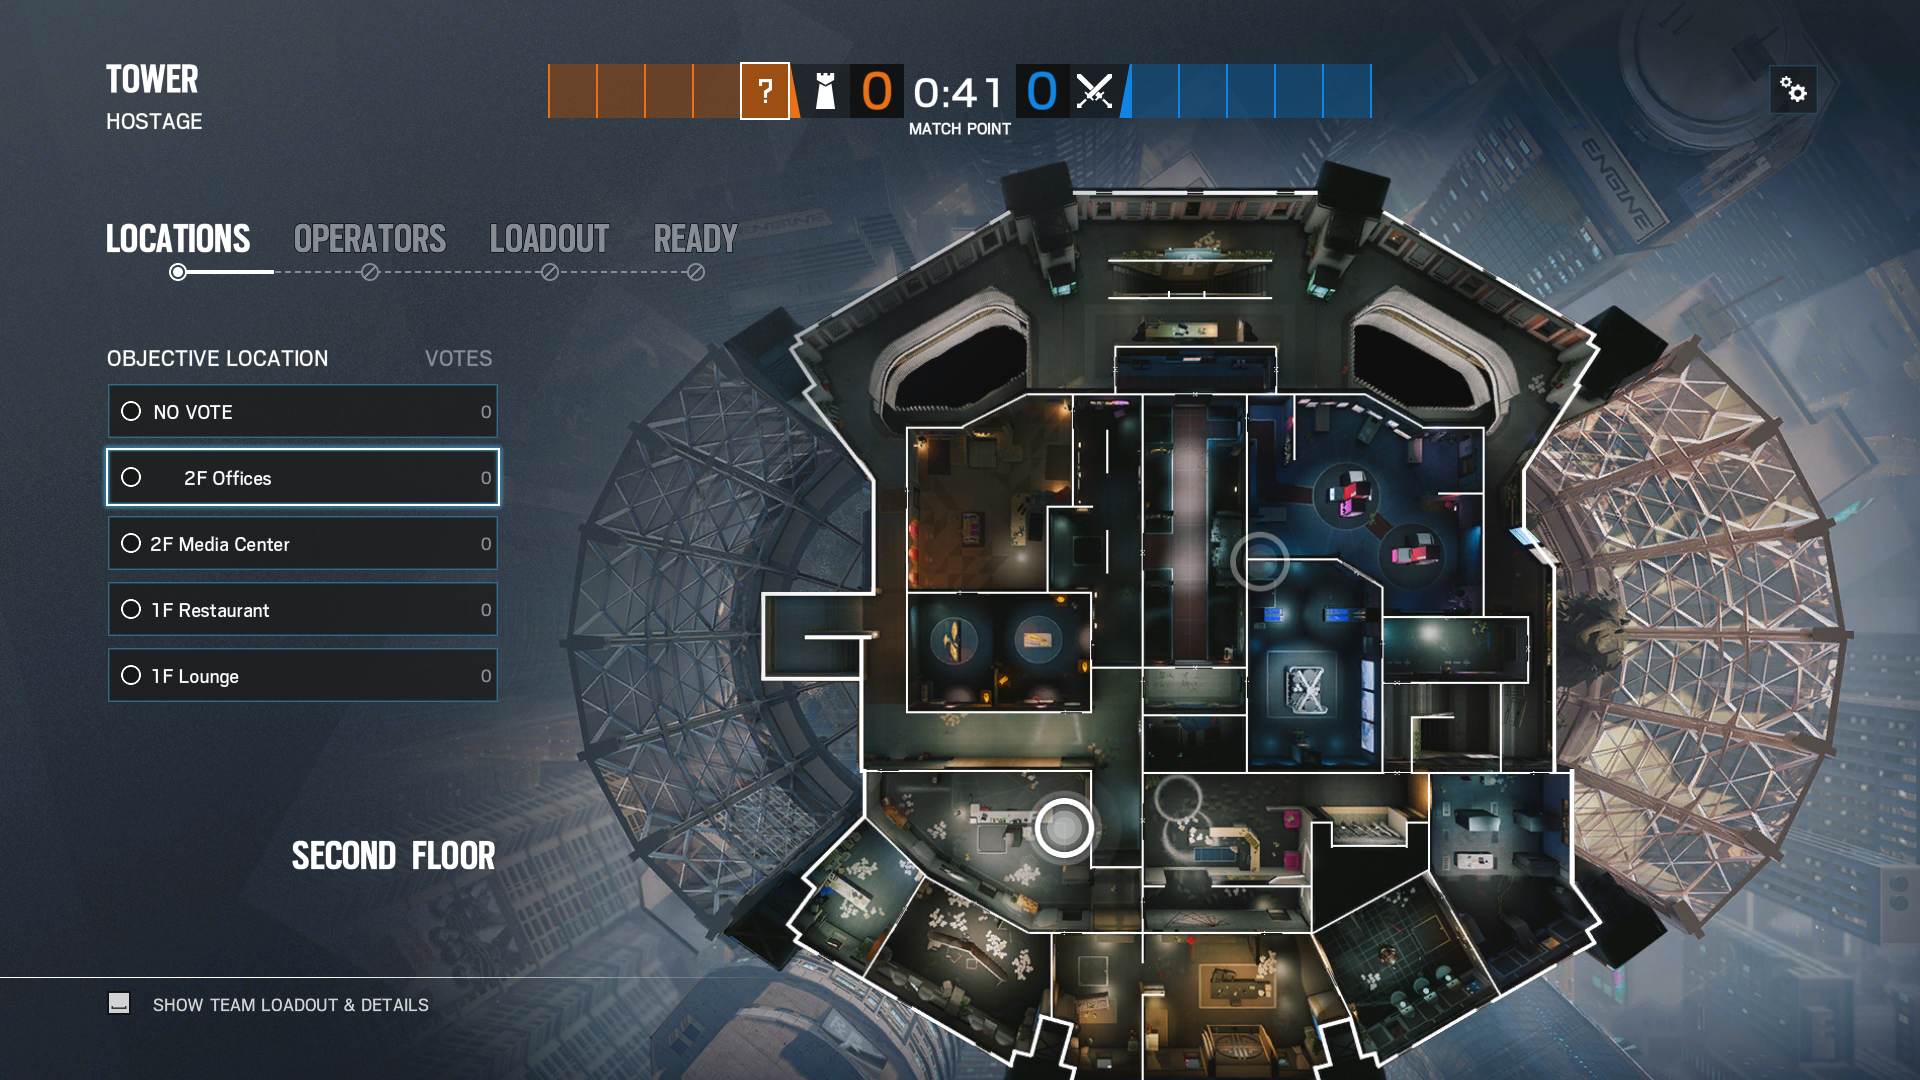 TOWER
HOSTAGE
?
0
0:41
0
MATCH POINT
ENGINE
LOCATIONS
OPERATORS
LOADOUT
READY
OBJECTIVE LOCATION
VOTES
NO VOTE
0
2F Offices
0
2F Media Center
0
1F Restaurant
0
1F Lounge
0
SECOND FLOOR
SHOW TEAM LOADOUT & DETAILS